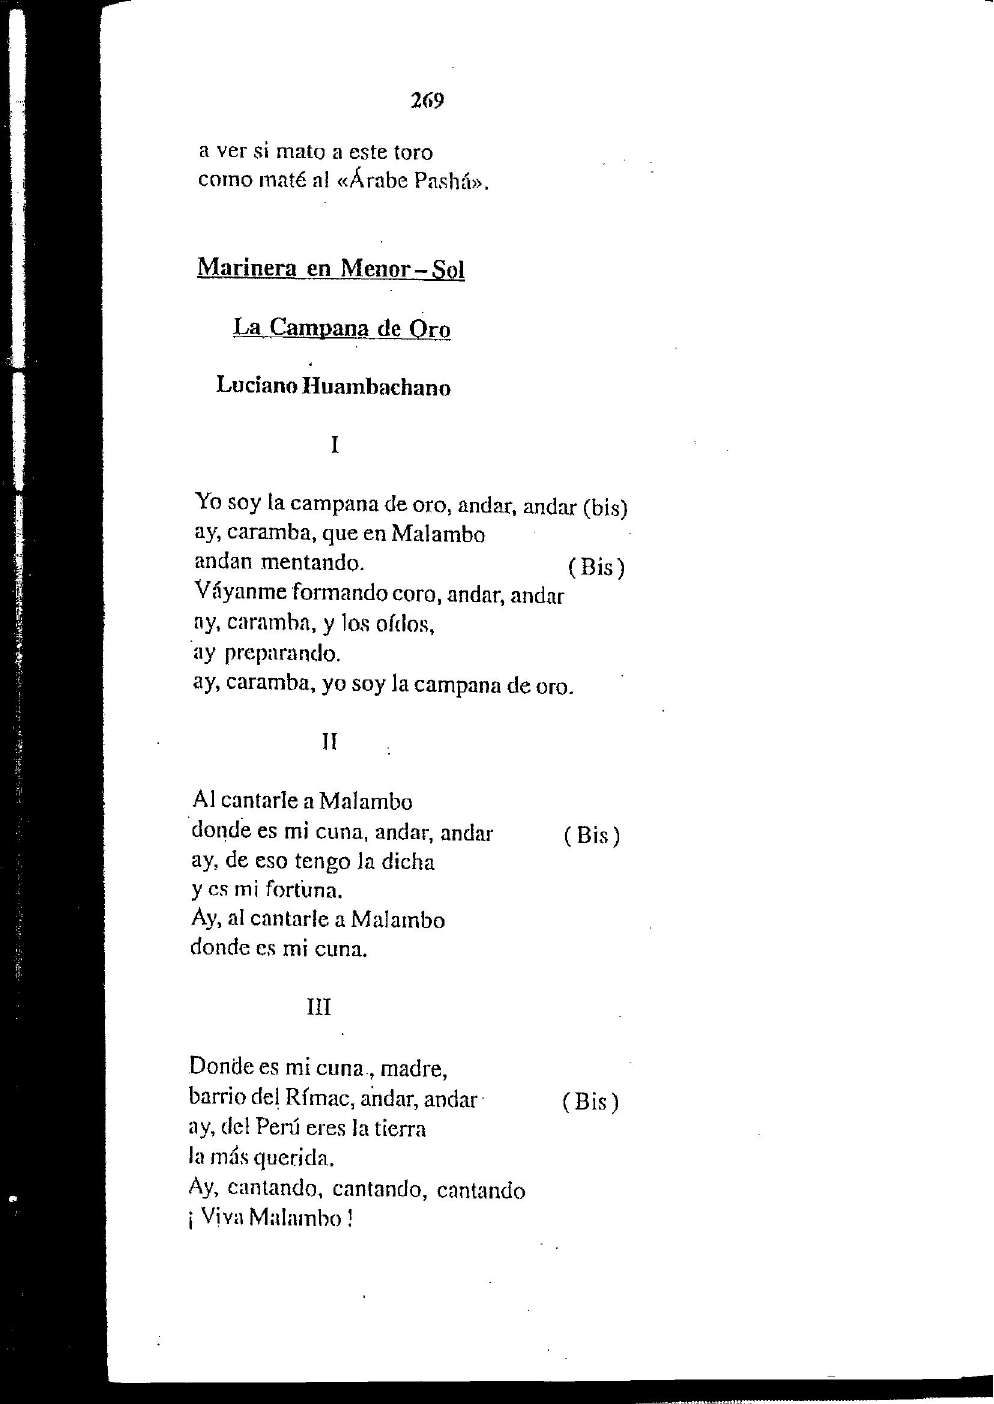 269
a ver si mato a este toro
como maté al «Árabe Pashá».
Marinera en Menor – Sol
La Campana de Oro
Luciano Huambachano
I
Yo soy la campana de oro, andar, andar (bis)
ay, caramba, que en Malambo
andan mentando. (Bis)
Váyanme formando coro, andar, andar
ay, caramba, y los oídos,
ay preparando.
ay, caramba, yo soy la campana de oro.
II
Al cantarle a Malambo
donde es mi cuna, andar, andar (Bis)
ay, de eso tengo la dicha
y es mi fortuna.
Ay, al cantarle a Malambo
donde es mi cuna.
III
Donde es mi cuna, madre,
barrio del Rímac, andar, andar (Bis)
ay, del Perú eres la tierra
la más querida.
Ay, cantando, cantando, cantando
¡ Viva Malambo !